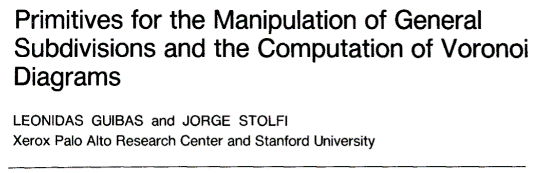 Primitives for the Manipulation of General
Subdivisions and the Computation of Voronoi
Diagrams
LEONIDAS GUIBAS and JORGE STOLFI
Xerox Palo Alto Research Center and Stanford University